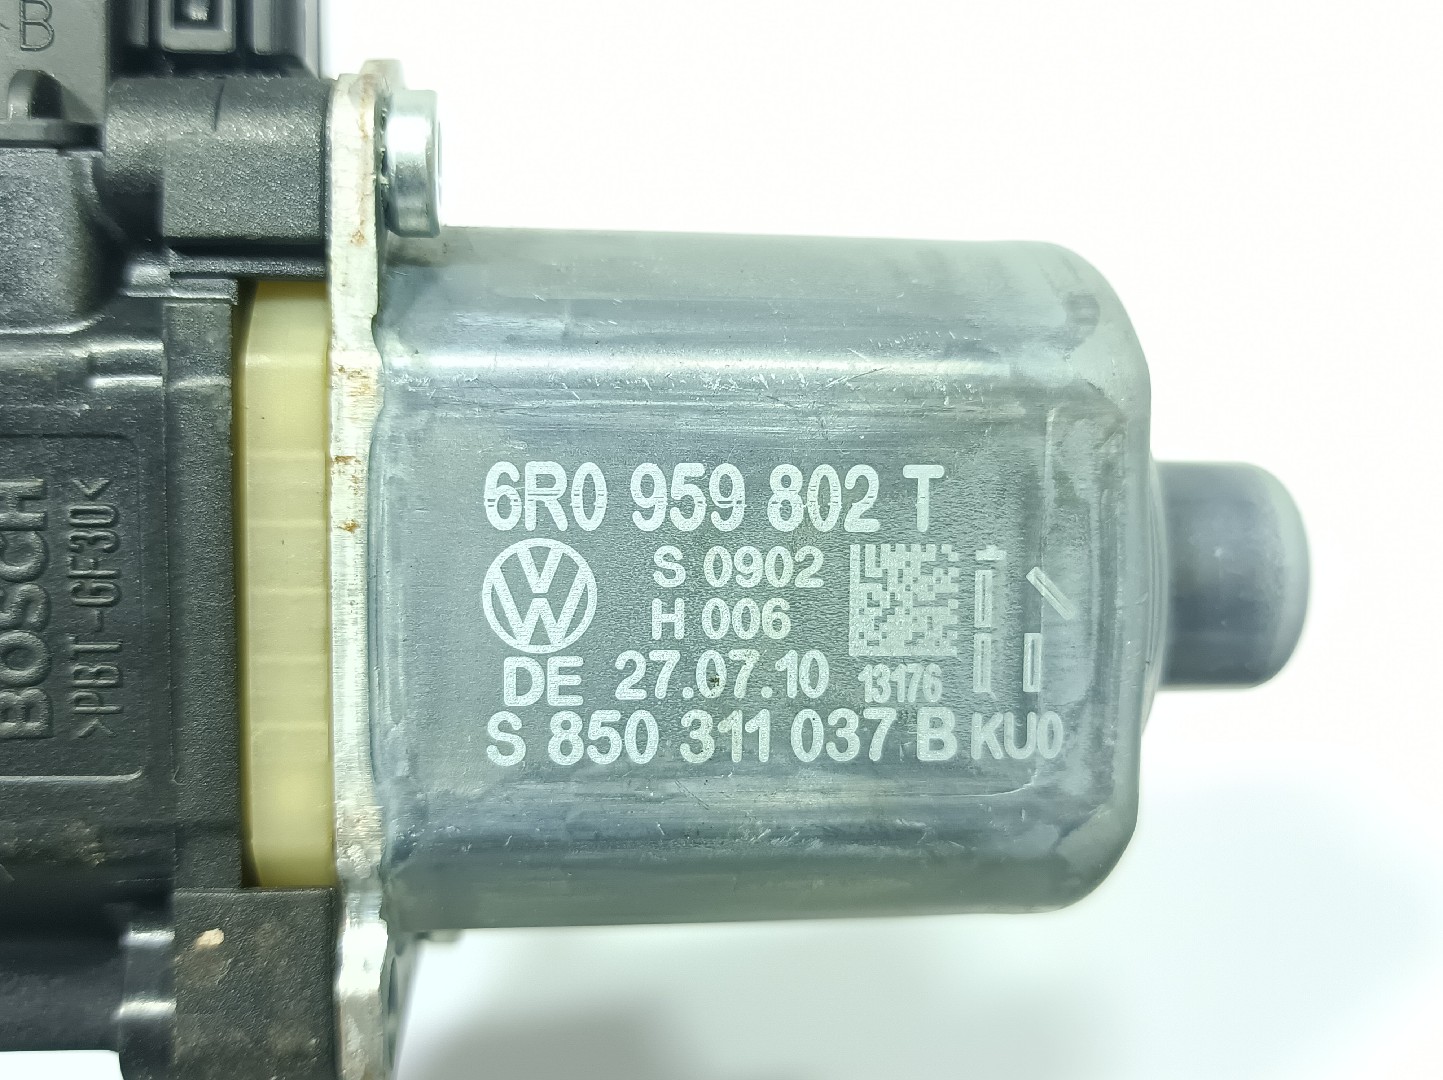 B
BOSCH
>PBT-GF30<
6R0 959 802 T
S 0902
H 006
DE 27.07.10 13176
S 850 311 037 B KU0